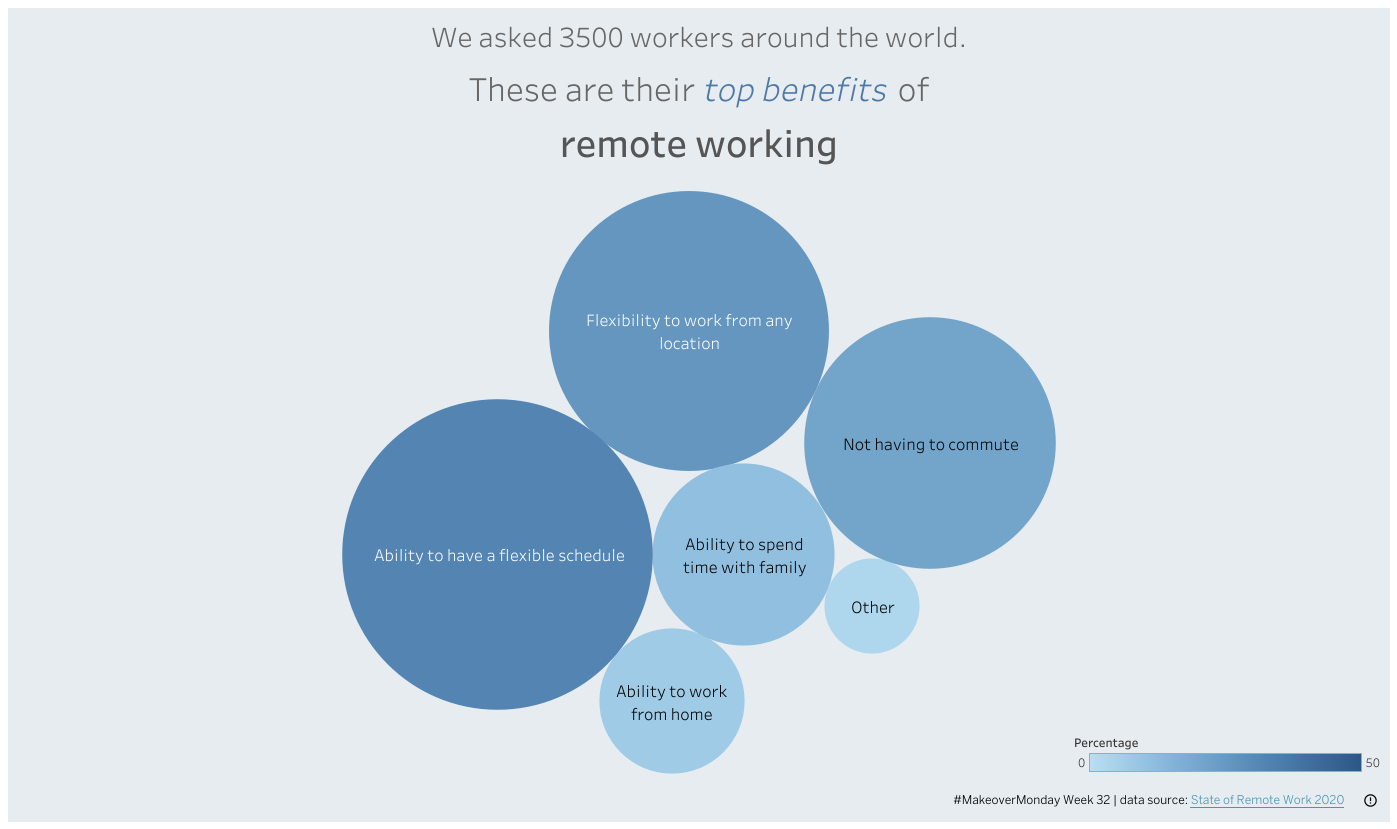 We asked 3500 workers around the world.
These are their top benefits of
remote working
Flexibility to work from any
location
Not having to commute
Ability to have a flexible schedule
Ability to spend
time with family
Other
Ability to work
from home
Percentage
0 50
#MakeoverMonday Week 32 | data source: State of Remote Work 2020